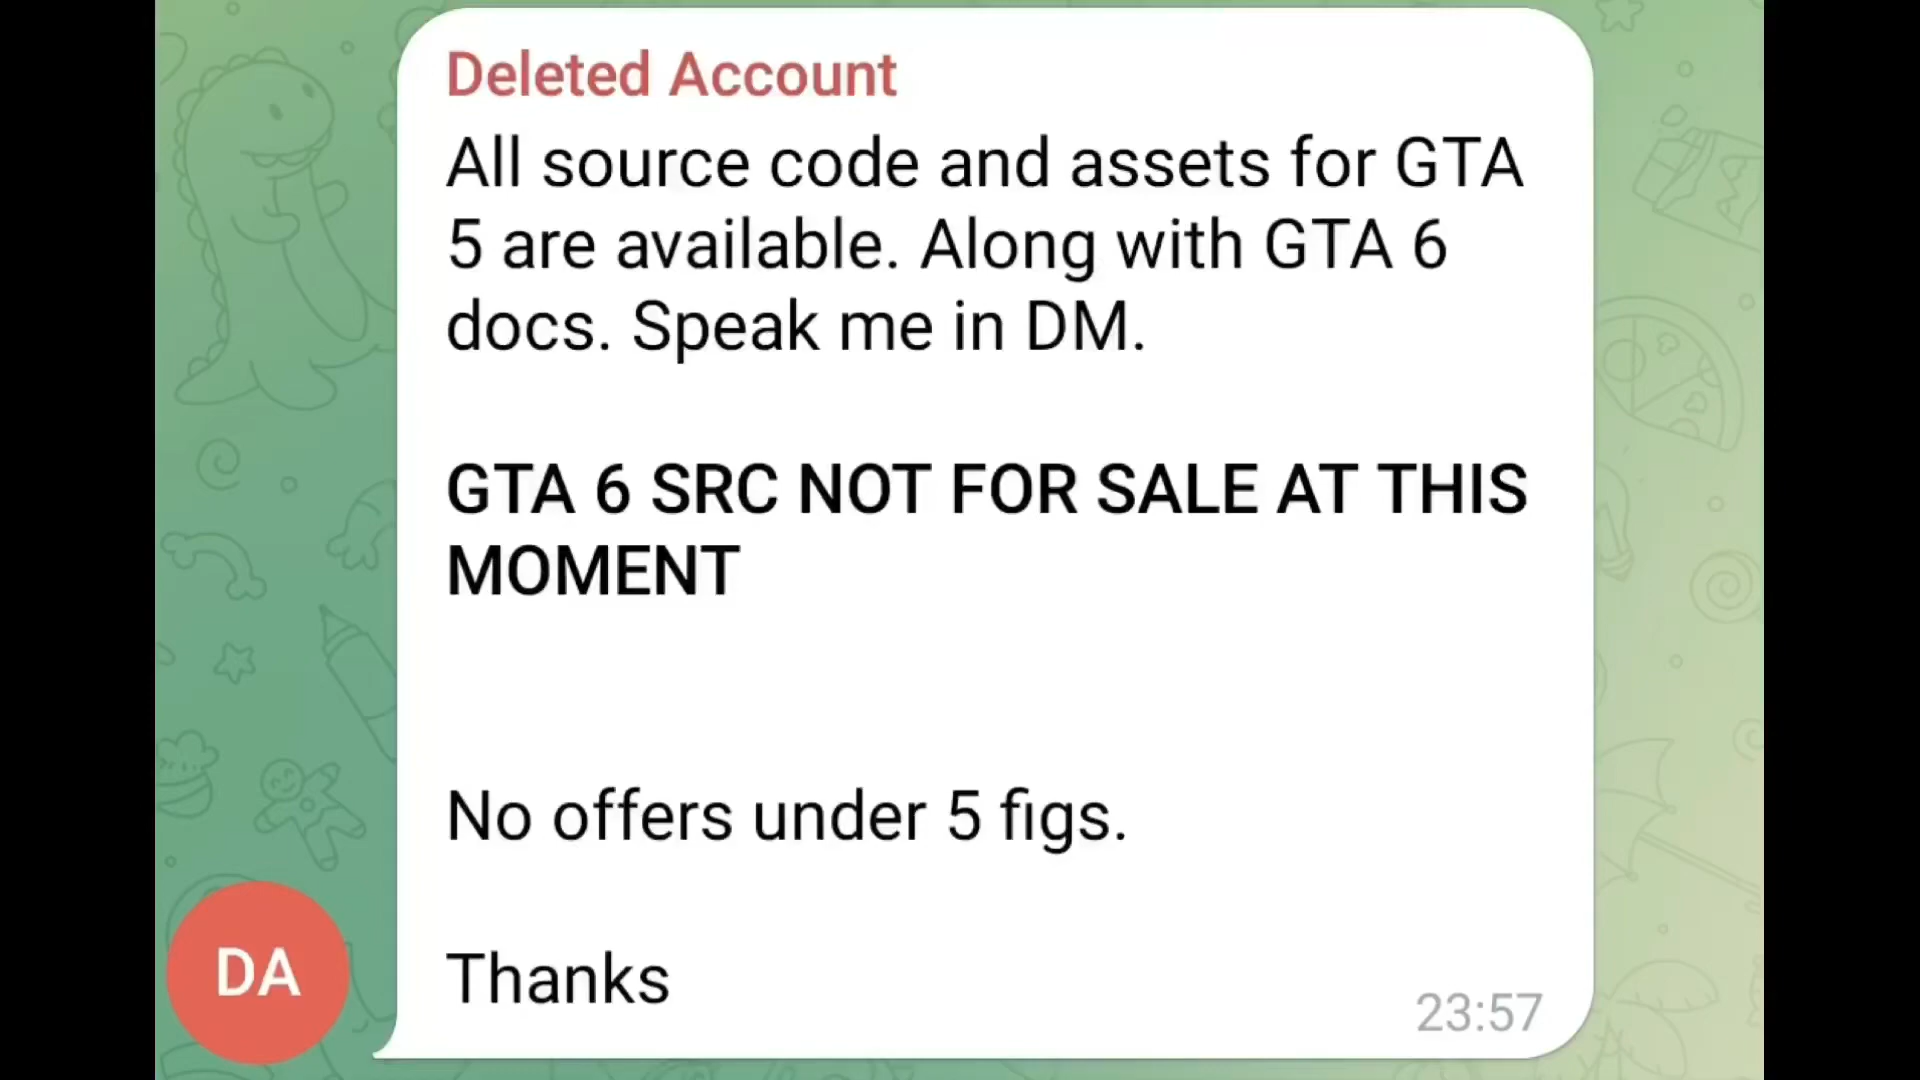 Deleted Account
All source code and assets for GTA
5 are available. Along with GTA 6
docs. Speak me in DM.
GTA 6 SRC NOT FOR SALE AT THIS
MOMENT
No offers under 5 figs.
Thanks
23:57
DA